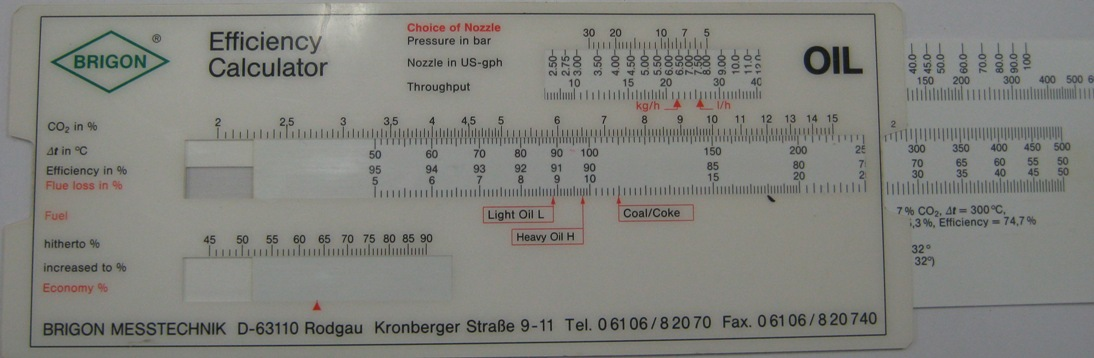 BRIGON ®
Efficiency
Calculator
Choice of Nozzle
Pressure in bar 30 20 10 7 5
Nozzle in US-gph 2.50 2.75 3.00 3.50 4.00 4.50 5.00 5.50 6.00 6.50 7.00 7.50 8.00 9.00 10.0 11.0
Throughput 10 15 20 30 40
kg/h l/h
OIL
40.0 50.0 60.0 70.0 80.0 90.0 100
150 200 300 400 500
CO2 in % 2 2,5 3 3,5 4 4,5 5 6 7 8 9 10 11 12 13 14 15
2
Δt in °C 50 60 70 80 90 100 150 200 300 350 400 450 500
Efficiency in % 95 94 93 92 91 90 85 80 70 65 60 55 50
Flue loss in % 5 6 7 8 9 10 15 20 30 35 40 45 50
Fuel
Light Oil L
Coal/Coke
Heavy Oil H
7% CO2, Δt = 300°C,
,3%, Efficiency = 74,7%
32°
32°)
hitherto % 45 50 55 60 65 70 75 80 85 90
increased to %
Economy %
BRIGON MESSTECHNIK D-63110 Rodgau Kronberger Straße 9-11 Tel. 0 61 06 / 8 20 70 Fax. 0 61 06 / 8 20 740